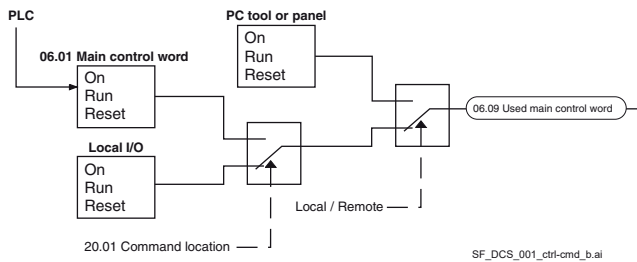 PLC
PC tool or panel
06.01 Main control word
On
Run
Reset
On
Run
Reset
06.09 Used main control word
Local I/O
On
Run
Reset
Local / Remote
20.01 Command location
SF_DCS_001_ctrl-cmd_b.ai